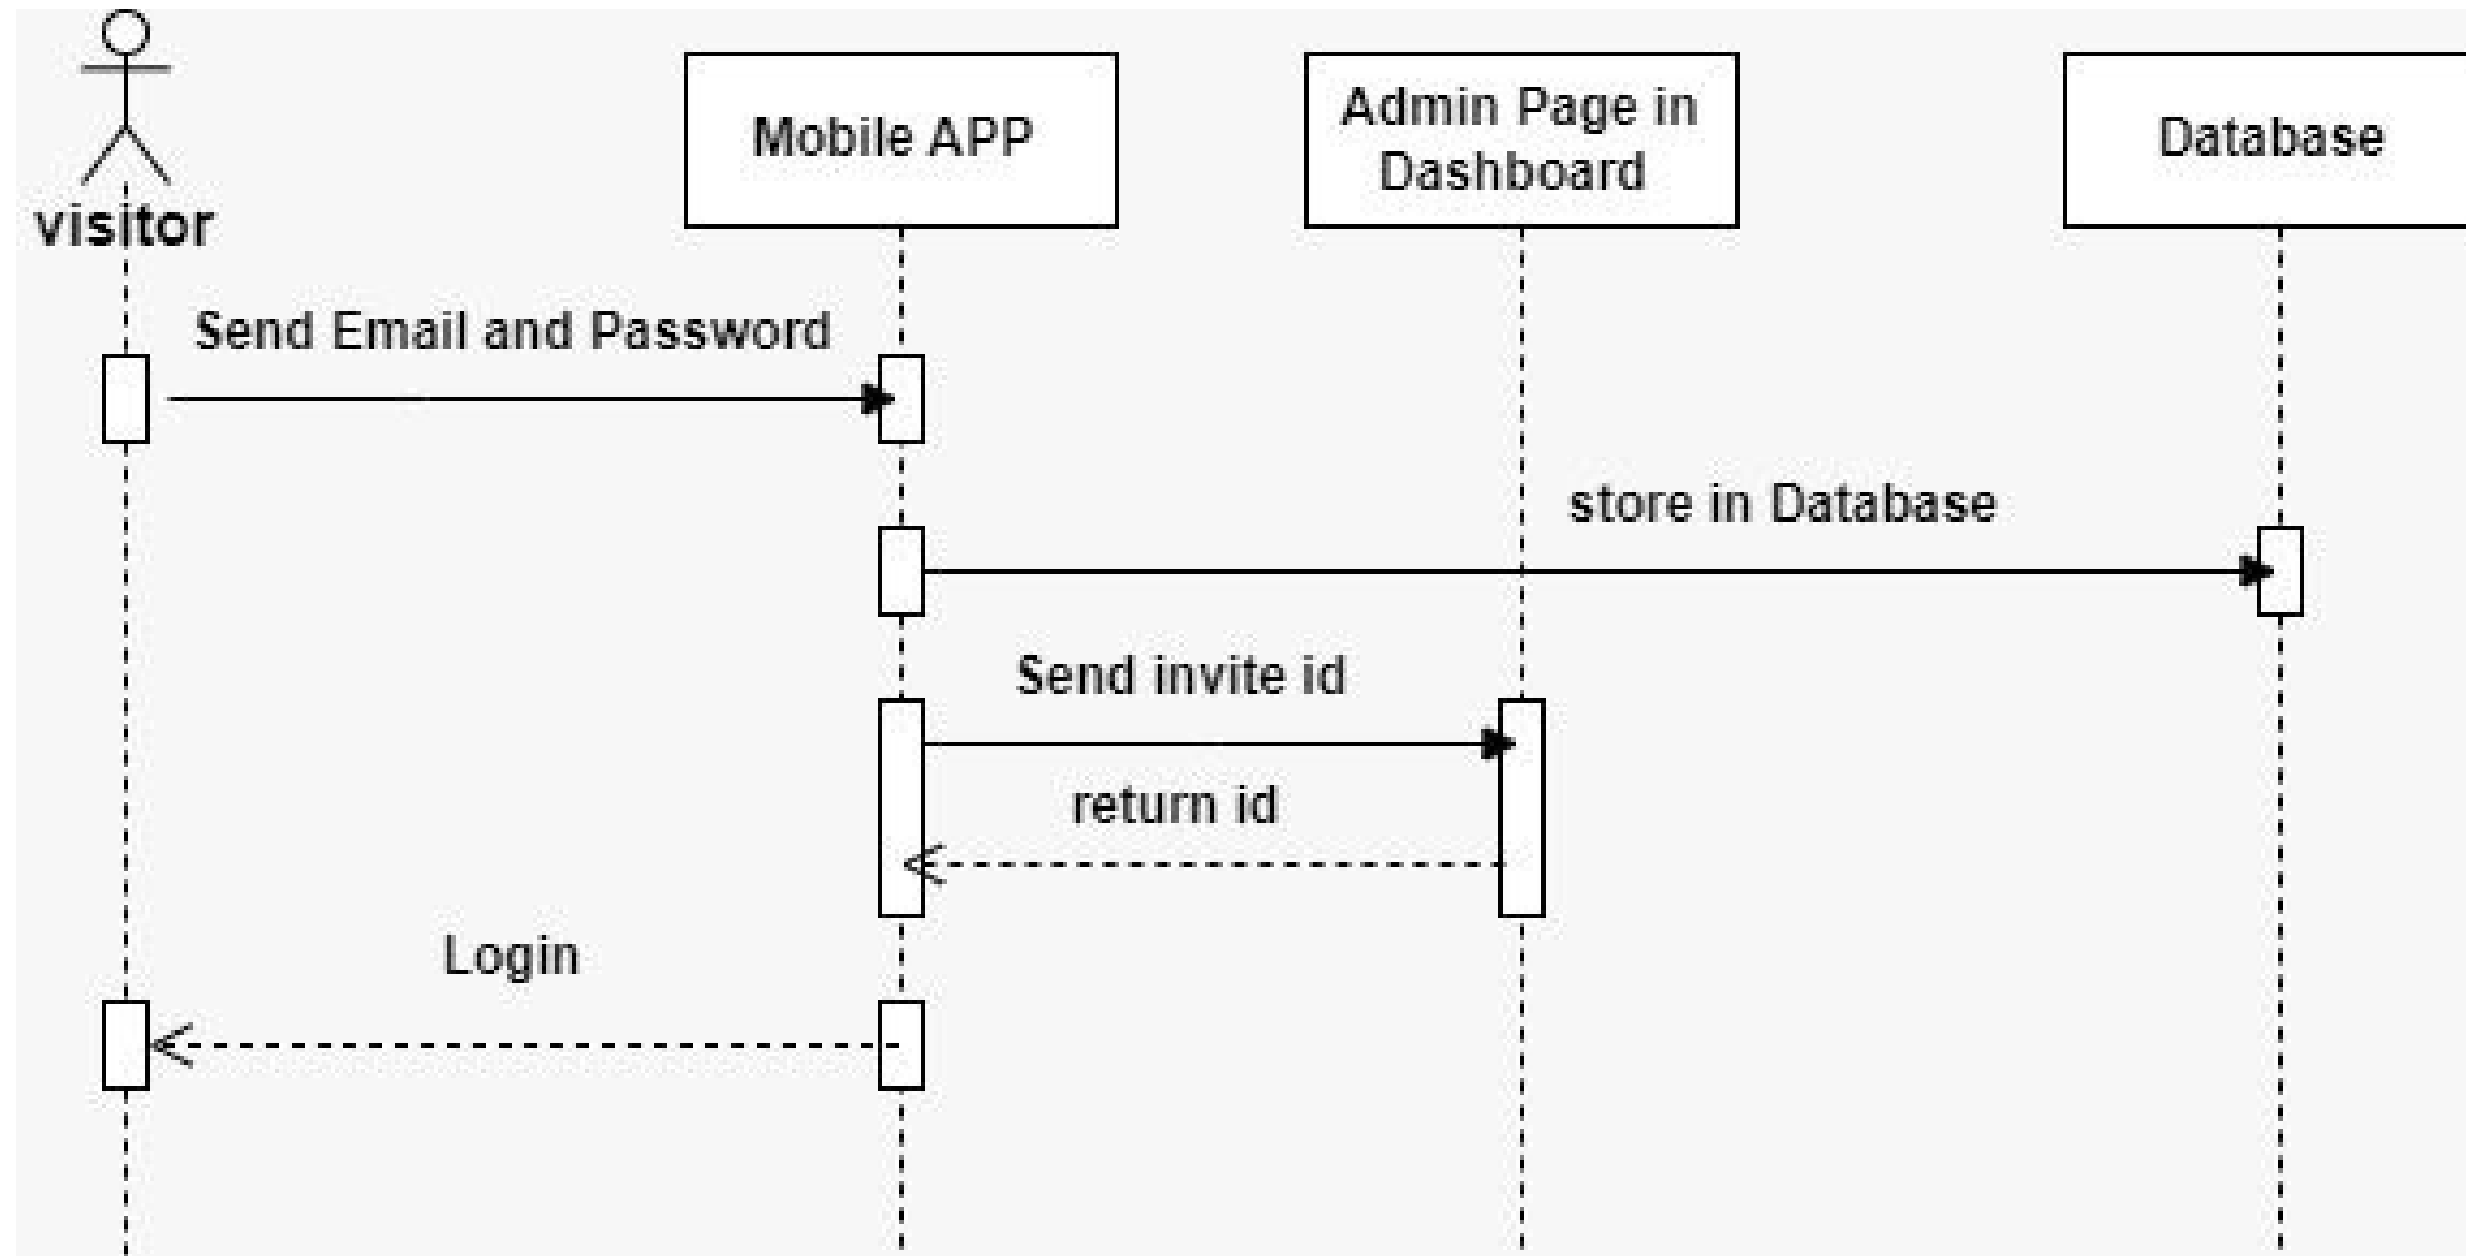 visitor
Mobile APP
Admin Page in
Dashboard
Database
Send Email and Password
store in Database
Send invite id
return id
Login